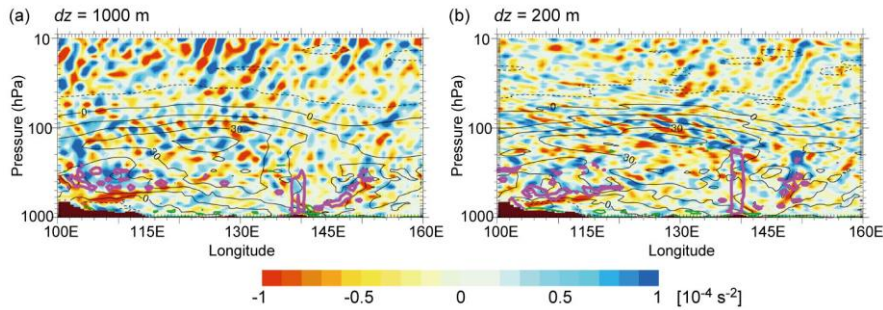 (a) dz = 1000 m
(b) dz = 200 m
Pressure (hPa)
10
100
1000
0
30
30
0
100E 115E 130E 145E 160E
Longitude
Pressure (hPa)
10
100
1000
0
30
30
0
100E 115E 130E 145E 160E
Longitude
-1 -0.5 0 0.5 1 [10⁻⁴ s⁻²]